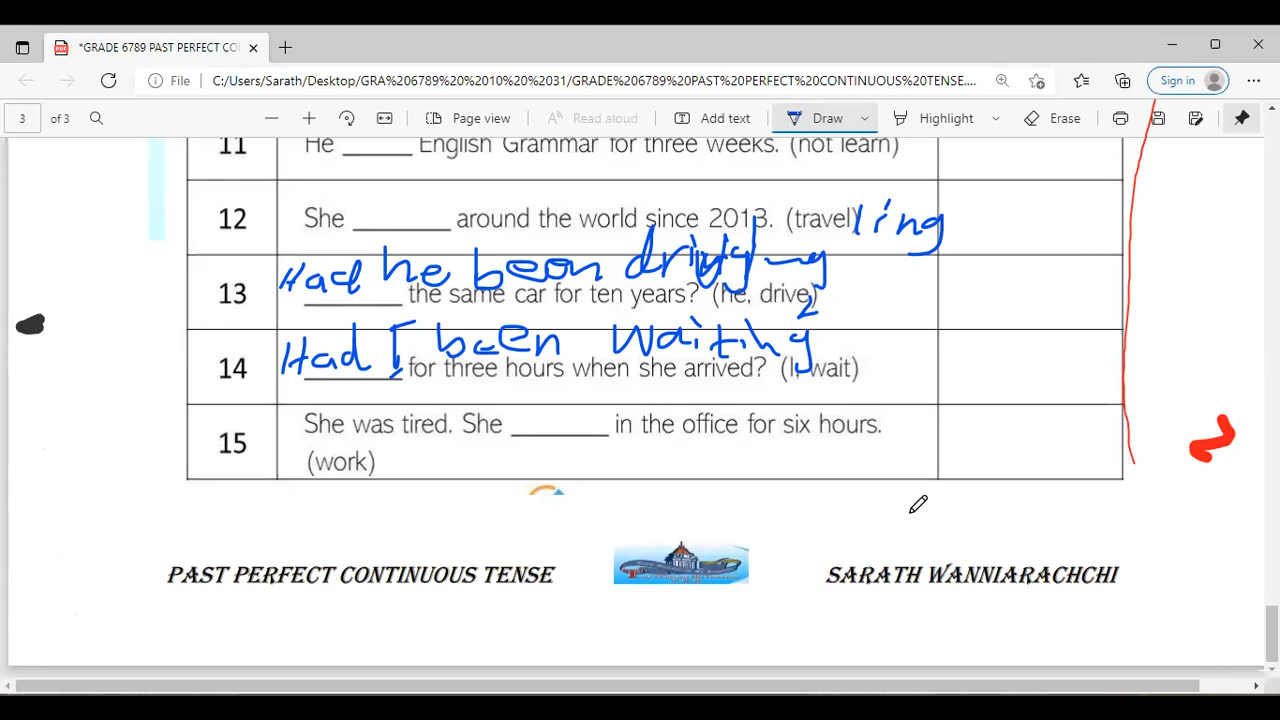 *GRADE 6789 PAST PERFECT CO
File C:/Users/Sarath/Desktop/GRA%206789%20%2010%20%2031/GRADE%206789%20PAST%20PERFECT%20CONTINUOUS%20TENSE.... Sign in
3 of 3 Page view Read aloud Add text Draw Highlight Erase
11 He ______ English Grammar for three weeks. (not learn)
12 She ________ around the world since 2013. (travel) ling
Had he been driving
13 ________ the same car for ten years? (he, drive)
Had I been waiting
14 ________ for three hours when she arrived? (I, wait)
15 She was tired. She ________ in the office for six hours.
(work)
PAST PERFECT CONTINUOUS TENSE
SARATH WANNIARACHCHI